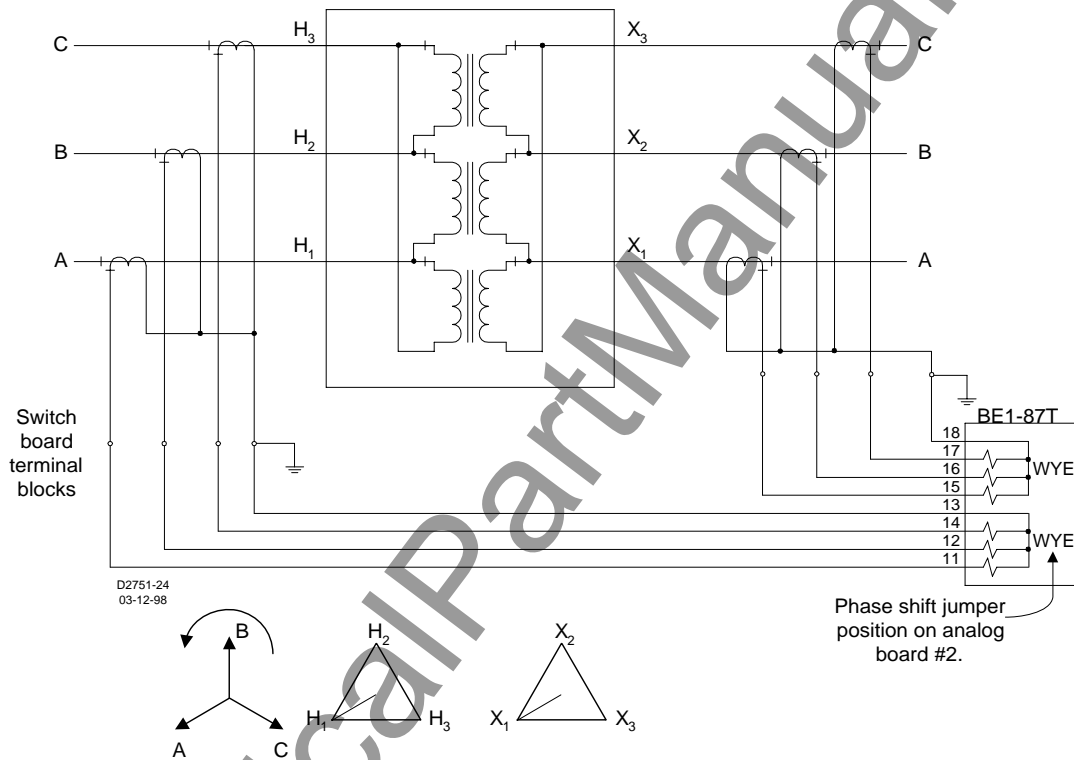 C
H3
X3
C
B
H2
X2
B
A
H1
X1
A
Switch
board
terminal
blocks
BE1-87T
18
17
16
15
13
14
12
11
WYE
WYE
D2751-24
03-12-98
Phase shift jumper
position on analog
board #2.
B
A
C
H2
H1
H3
X2
X1
X3
calPartManua